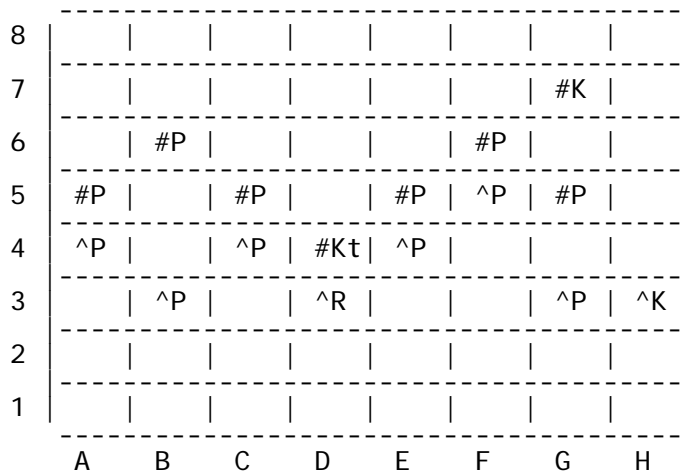 ---------------------------------
8 |    |    |    |    |    |    |    |
---------------------------------
7 |    |    |    |    |    |    | #K |
---------------------------------
6 |    | #P |    |    |    | #P |    |
---------------------------------
5 | #P |    | #P |    | #P | ^P | #P |
---------------------------------
4 | ^P |    | ^P | #Kt| ^P |    |    |
---------------------------------
3 |    | ^P |    | ^R |    |    | ^P | ^K
---------------------------------
2 |    |    |    |    |    |    |    |
---------------------------------
1 |    |    |    |    |    |    |    |
---------------------------------
A B C D E F G H